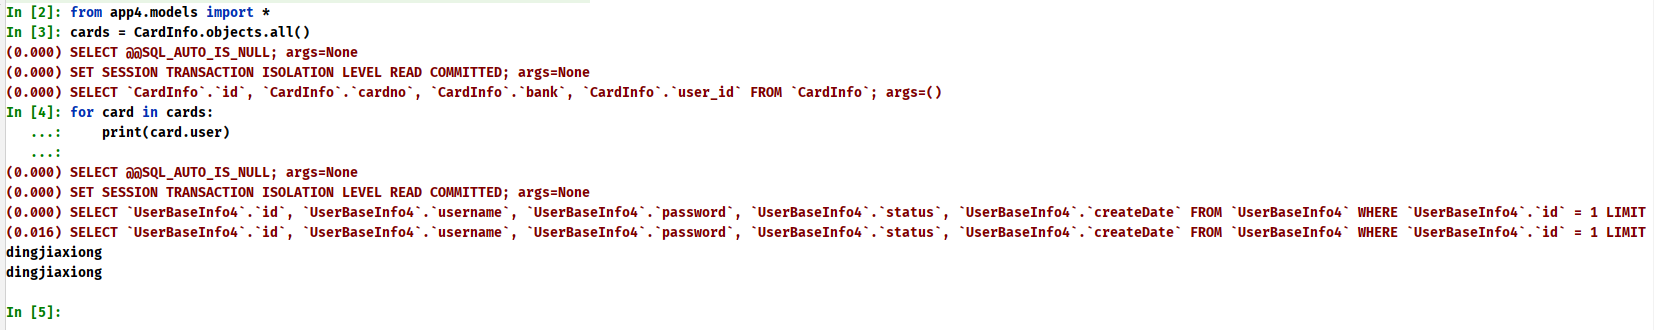 In [2]: from app4.models import *
In [3]: cards = CardInfo.objects.all()
(0.000) SELECT @@SQL_AUTO_IS_NULL; args=None
(0.000) SET SESSION TRANSACTION ISOLATION LEVEL READ COMMITTED; args=None
(0.000) SELECT `CardInfo`.`id`, `CardInfo`.`cardno`, `CardInfo`.`bank`, `CardInfo`.`user_id` FROM `CardInfo`; args=()
In [4]: for card in cards:
   ...:     print(card.user)
   ...:
(0.000) SELECT @@SQL_AUTO_IS_NULL; args=None
(0.000) SET SESSION TRANSACTION ISOLATION LEVEL READ COMMITTED; args=None
(0.000) SELECT `UserBaseInfo4`.`id`, `UserBaseInfo4`.`username`, `UserBaseInfo4`.`password`, `UserBaseInfo4`.`status`, `UserBaseInfo4`.`createDate` FROM `UserBaseInfo4` WHERE `UserBaseInfo4`.`id` = 1 LIMIT
(0.016) SELECT `UserBaseInfo4`.`id`, `UserBaseInfo4`.`username`, `UserBaseInfo4`.`password`, `UserBaseInfo4`.`status`, `UserBaseInfo4`.`createDate` FROM `UserBaseInfo4` WHERE `UserBaseInfo4`.`id` = 1 LIMIT
dingjiaxiong
dingjiaxiong
In [5]: